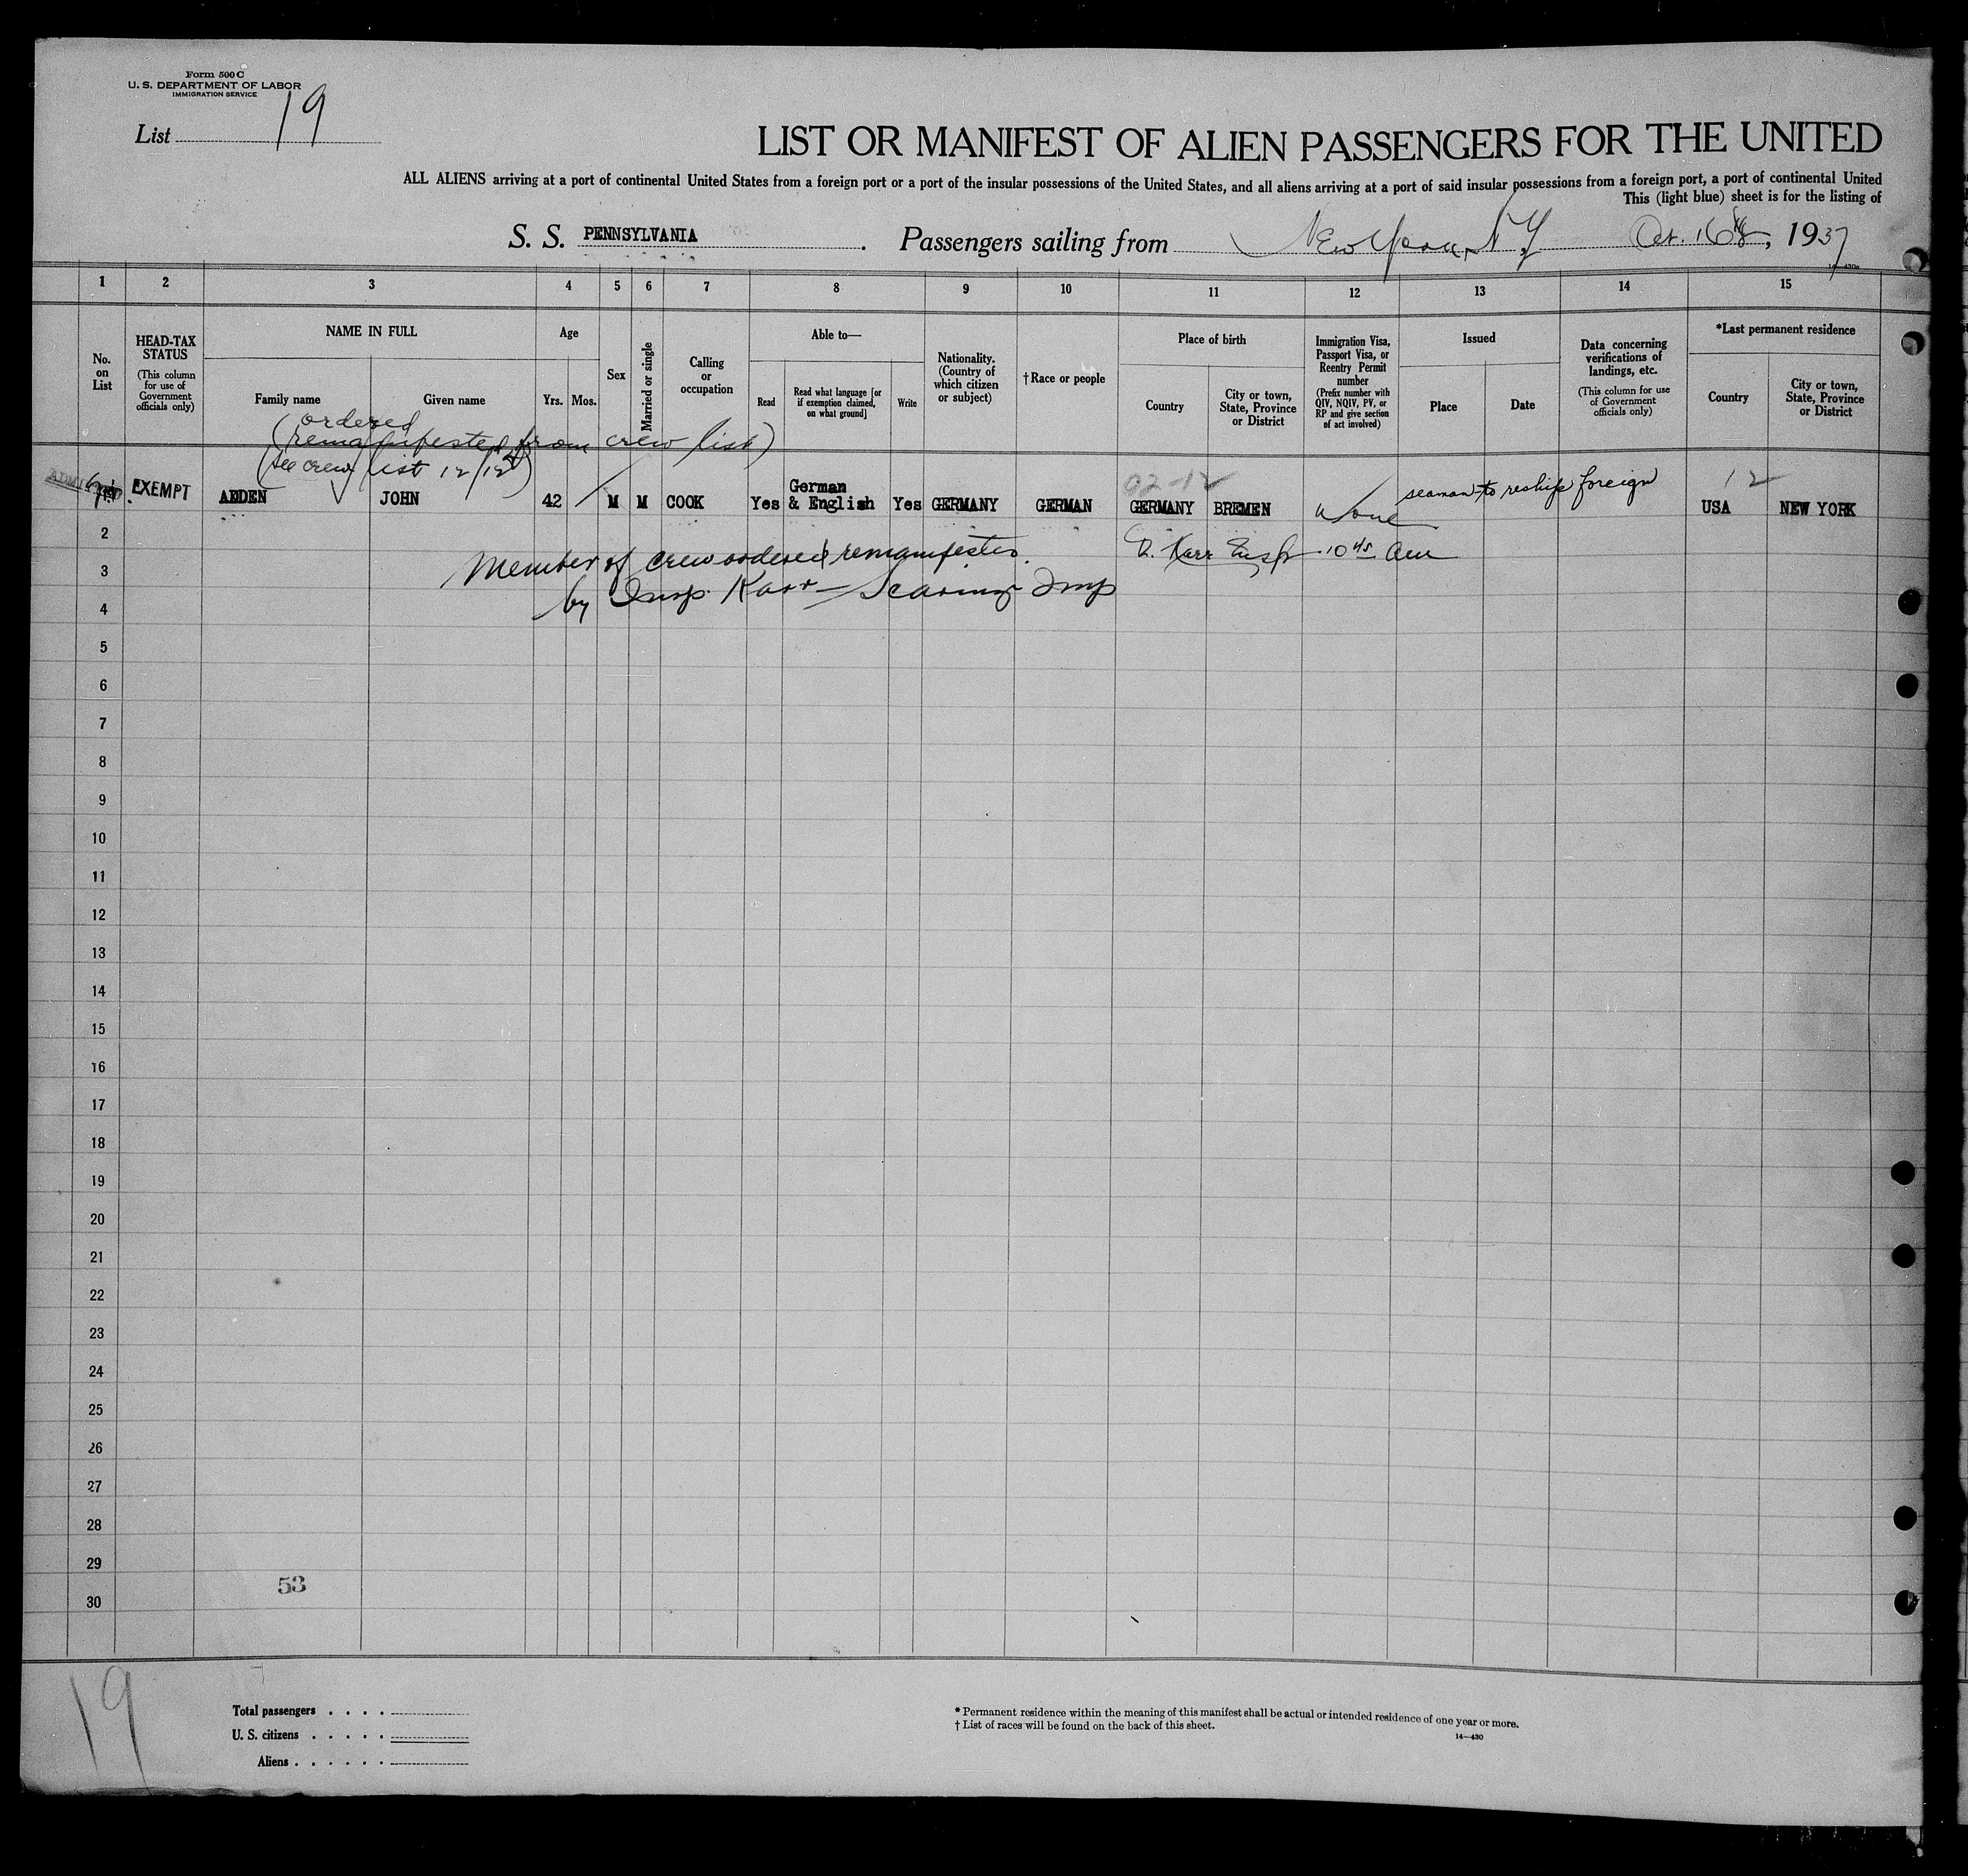 Form 500 C
U. S. DEPARTMENT OF LABOR
IMMIGRATION SERVICE
List 19
LIST OR MANIFEST OF ALIEN PASSENGERS FOR THE UNITED
ALL ALIENS arriving at a port of continental United States from a foreign port or a port of the insular possessions of the United States, and all aliens arriving at a port of said insular possessions from a foreign port, a port of continental United
This (light blue) sheet is for the listing of
S. S. PENNSYLVANIA. Passengers sailing from New York, N Y Oct. 16th, 1937
14—430c
1 2 3 4 5 6 7 8 9 10 11 12 13 14 15
No. on List
HEAD-TAX STATUS
(This column for use of Government officials only)
NAME IN FULL
Family name Given name
Age
Yrs. Mos.
Sex
Married or single
Calling or occupation
Able to—
Read
Read what language [or if exemption claimed, on what ground]
Write
Nationality. (Country of which citizen or subject)
†Race or people
Place of birth
Country
City or town, State, Province or District
Immigration Visa, Passport Visa, or Reentry Permit number
(Prefix number with QIV, NQIV, PV, or RP and give section of act involved)
Issued
Place Date
Data concerning verifications of landings, etc.
(This column for use of Government officials only)
*Last permanent residence
Country
City or town, State, Province or District
ordered
(remanifested from crew list)
(see crew list 12/12)
ADMITTED EXEMPT ADDEN JOHN 42 M M COOK Yes German & English Yes GERMANY GERMAN GERMANY BREMEN None seaman to reship foreign USA NEW YORK
02-12
12
Member of crew ordered remanifested
by Insp. Karr
Karr Insp 10 45 am
2
3
4
5
6
7
8
9
10
11
12
13
14
15
16
17
18
19
20
21
22
23
24
25
26
27
28
29
30
53
19
Total passengers . . . .
U. S. citizens . . . . .
Aliens . . . . . .
* Permanent residence within the meaning of this manifest shall be actual or intended residence of one year or more.
† List of races will be found on the back of this sheet.
14—430